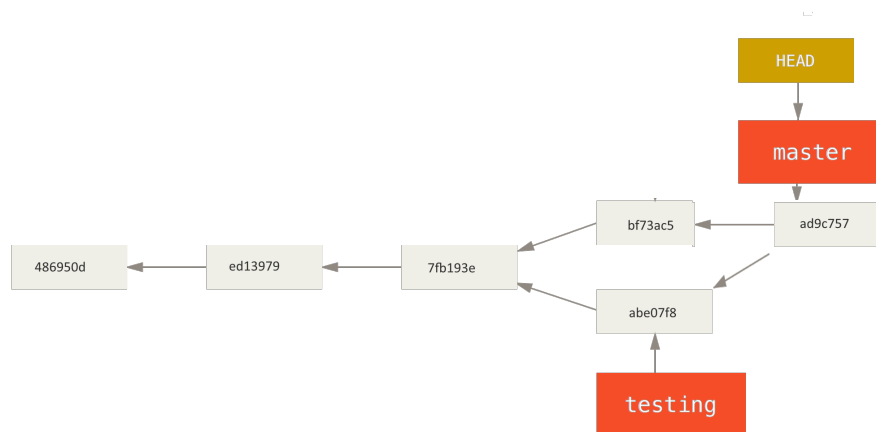 HEAD
master
bf73ac5
ad9c757
486950d
ed13979
7fb193e
abe07f8
testing